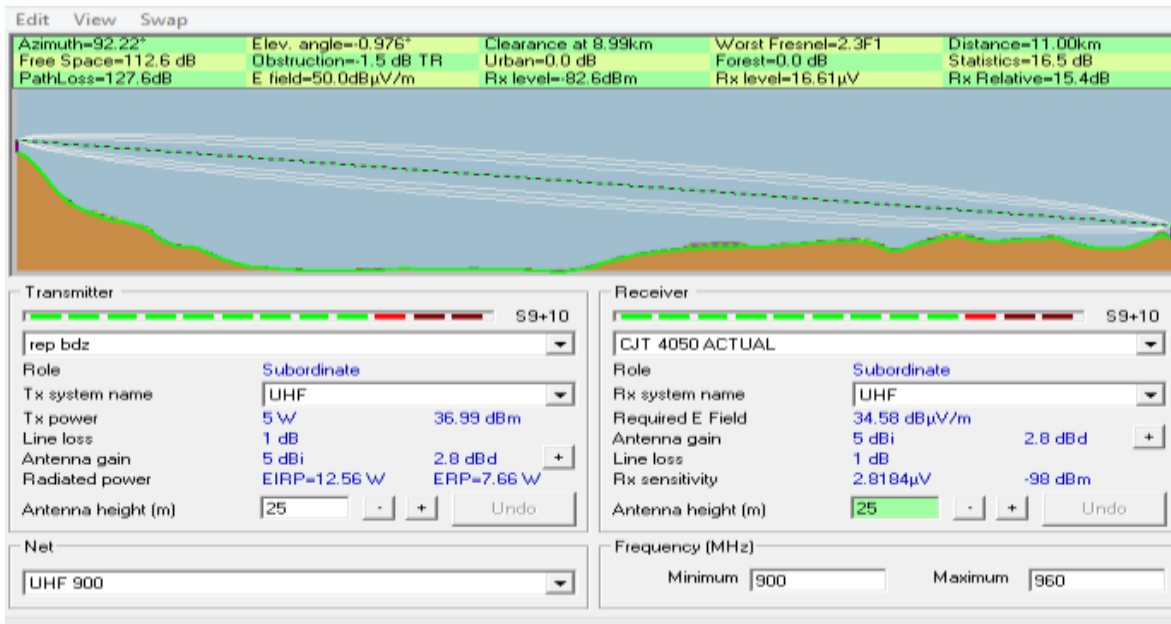 Edit View Swap
Azimuth=92.22° Elev. angle=-0.976° Clearance at 8.99km Worst Fresnel=2.3F1 Distance=11.00km
Free Space=112.6 dB Obstruction=-1.5 dB TR Urban=0.0 dB Forest=0.0 dB Statistics=16.5 dB
PathLoss=127.6dB E field=50.0dBµV/m Rx level=-82.6dBm Rx level=16.61µV Rx Relative=15.4dB
Transmitter
S9+10
rep bdz
Role Subordinate
Tx system name UHF
Tx power 5 W 36.99 dBm
Line loss 1 dB
Antenna gain 5 dBi 2.8 dBd +
Radiated power EIRP=12.56 W ERP=7.66 W
Antenna height (m) 25 - + Undo
Net
UHF 900
Receiver
S9+10
CJT 4050 ACTUAL
Role Subordinate
Rx system name UHF
Required E Field 34.58 dBµV/m
Antenna gain 5 dBi 2.8 dBd +
Line loss 1 dB
Rx sensitivity 2.8184µV -98 dBm
Antenna height (m) 25 - + Undo
Frequency (MHz)
Minimum 900 Maximum 960